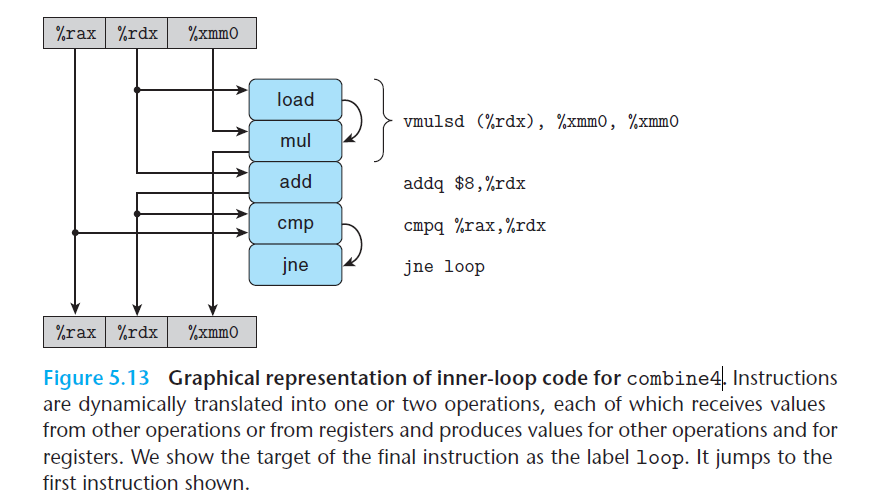 %rax %rdx %xmm0
load
vmulsd (%rdx), %xmm0, %xmm0
mul
add addq $8,%rdx
cmp cmpq %rax,%rdx
jne jne loop
%rax %rdx %xmm0
Figure 5.13 Graphical representation of inner-loop code for combine4. Instructions
are dynamically translated into one or two operations, each of which receives values
from other operations or from registers and produces values for other operations and for
registers. We show the target of the final instruction as the label loop. It jumps to the
first instruction shown.